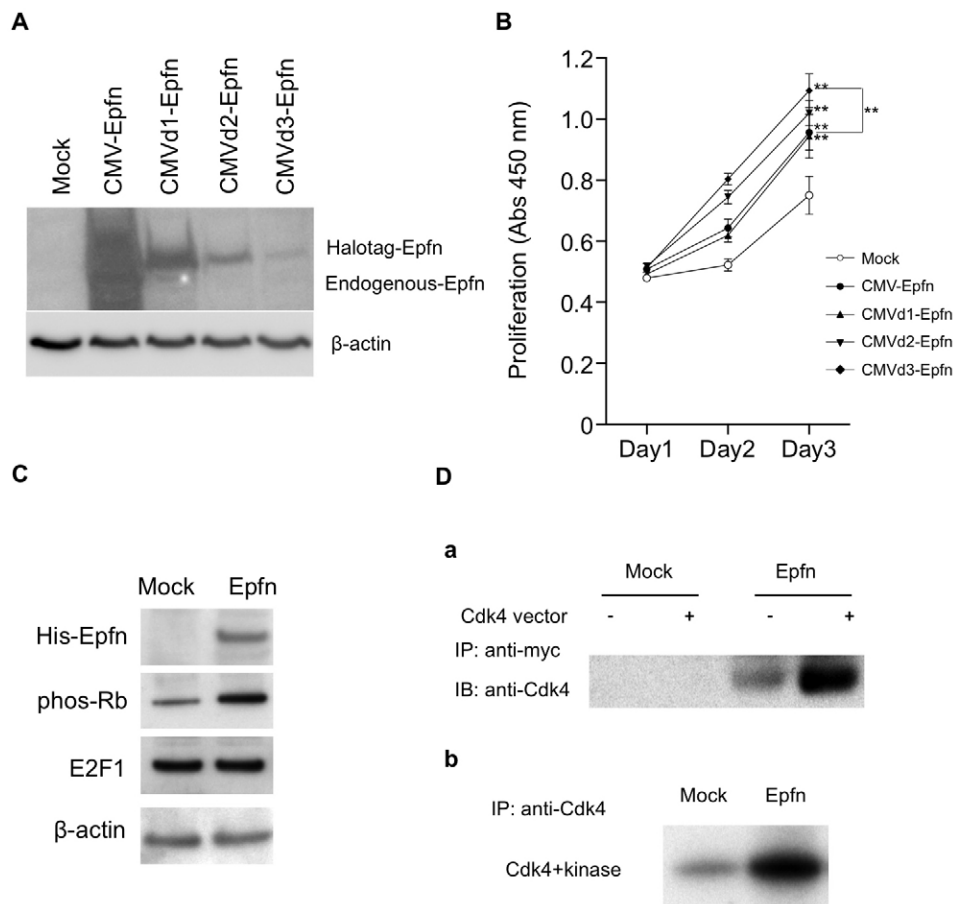 A
Mock
CMV-Epfn
CMVd1-Epfn
CMVd2-Epfn
CMVd3-Epfn
Halotag-Epfn
Endogenous-Epfn
β-actin
B
Proliferation (Abs 450 nm)
1.2
1.0
0.8
0.6
0.4
0.2
0
Day1 Day2 Day3
**
**
**
**
**
Mock
CMV-Epfn
CMVd1-Epfn
CMVd2-Epfn
CMVd3-Epfn
C
Mock Epfn
His-Epfn
phos-Rb
E2F1
β-actin
D
a
Mock Epfn
Cdk4 vector - + - +
IP: anti-myc
IB: anti-Cdk4
b
IP: anti-Cdk4 Mock Epfn
Cdk4+kinase